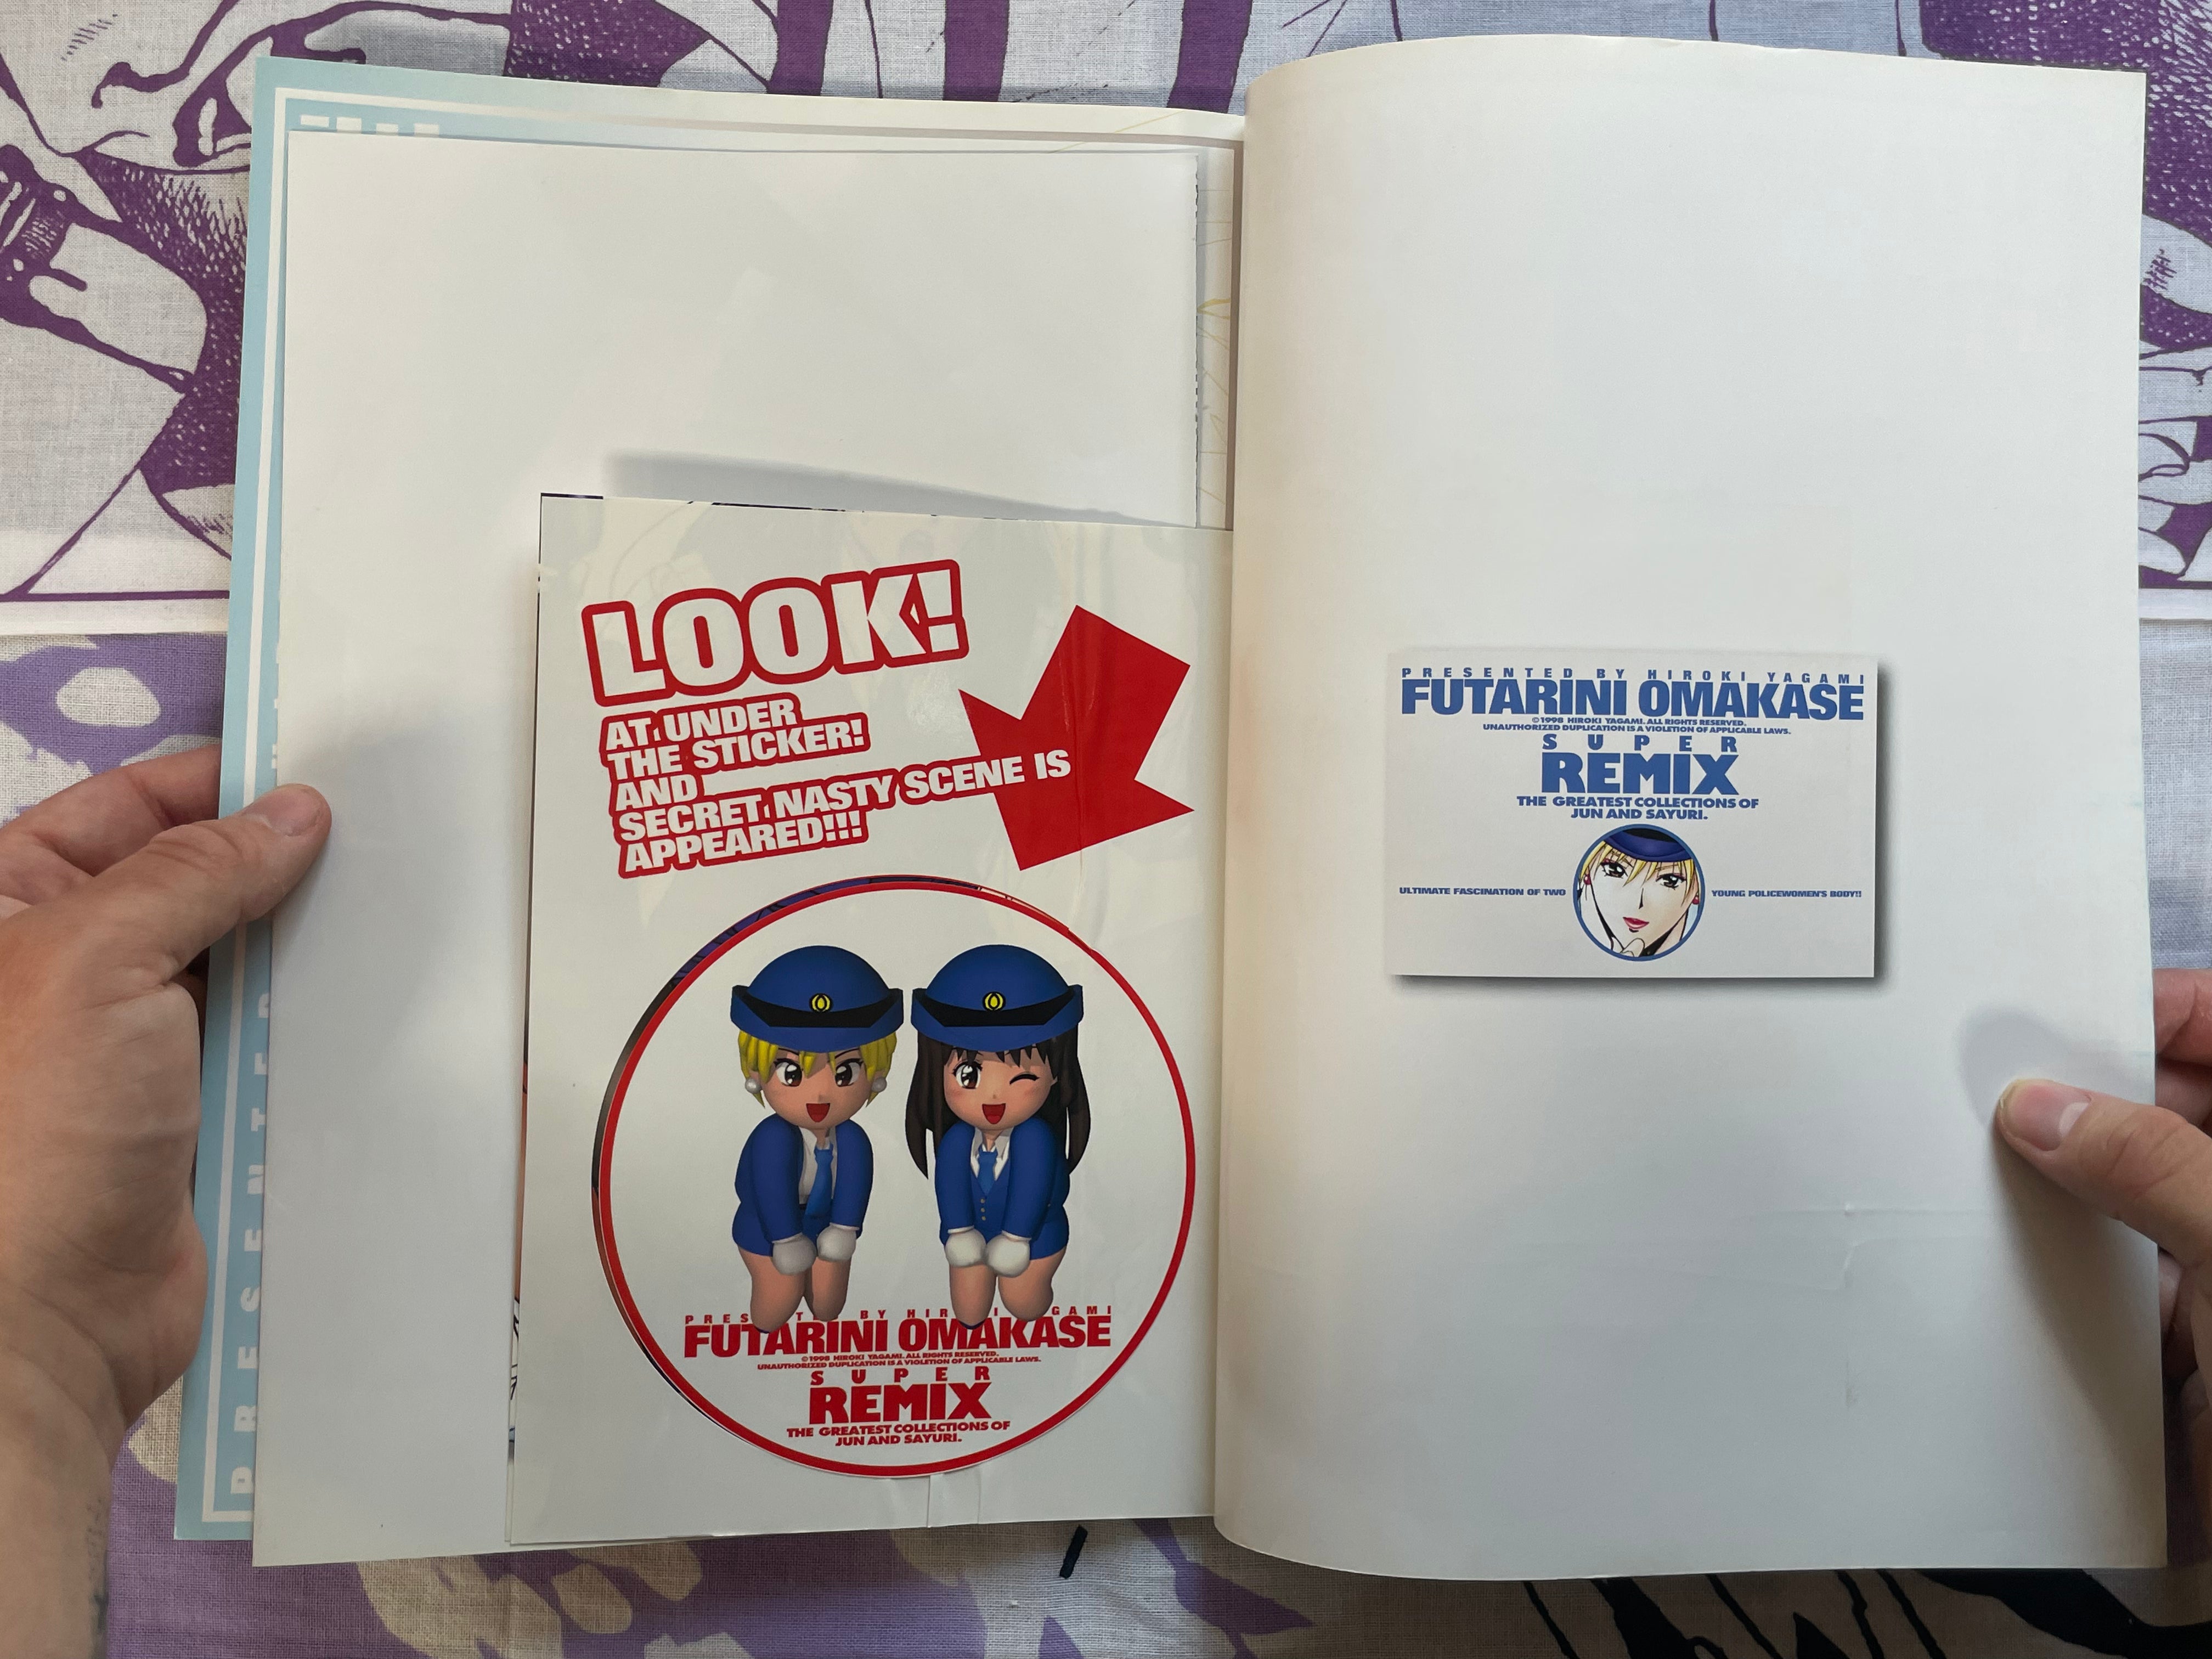 LOOK!
AT UNDER
THE STICKER!
AND
SECRET NASTY SCENE IS
APPEARED!!!
FUTARINI OMAKASE
©1998 HIROKI YAGAMI. ALL RIGHTS RESERVED.
UNAUTHORIZED DUPLICATION IS A VIOLETION OF APPLICABLE LAWS.
SUPER
REMIX
THE GREATEST COLLECTIONS OF
JUN AND SAYURI.
PRESENTED BY HIROKI YAGAMI
FUTARINI OMAKASE
©1998 HIROKI YAGAMI. ALL RIGHTS RESERVED.
UNAUTHORIZED DUPLICATION IS A VIOLETION OF APPLICABLE LAWS.
SUPER
REMIX
THE GREATEST COLLECTIONS OF
JUN AND SAYURI.
ULTIMATE FASCINATION OF TWO YOUNG POLICEWOMEN'S BODY!!